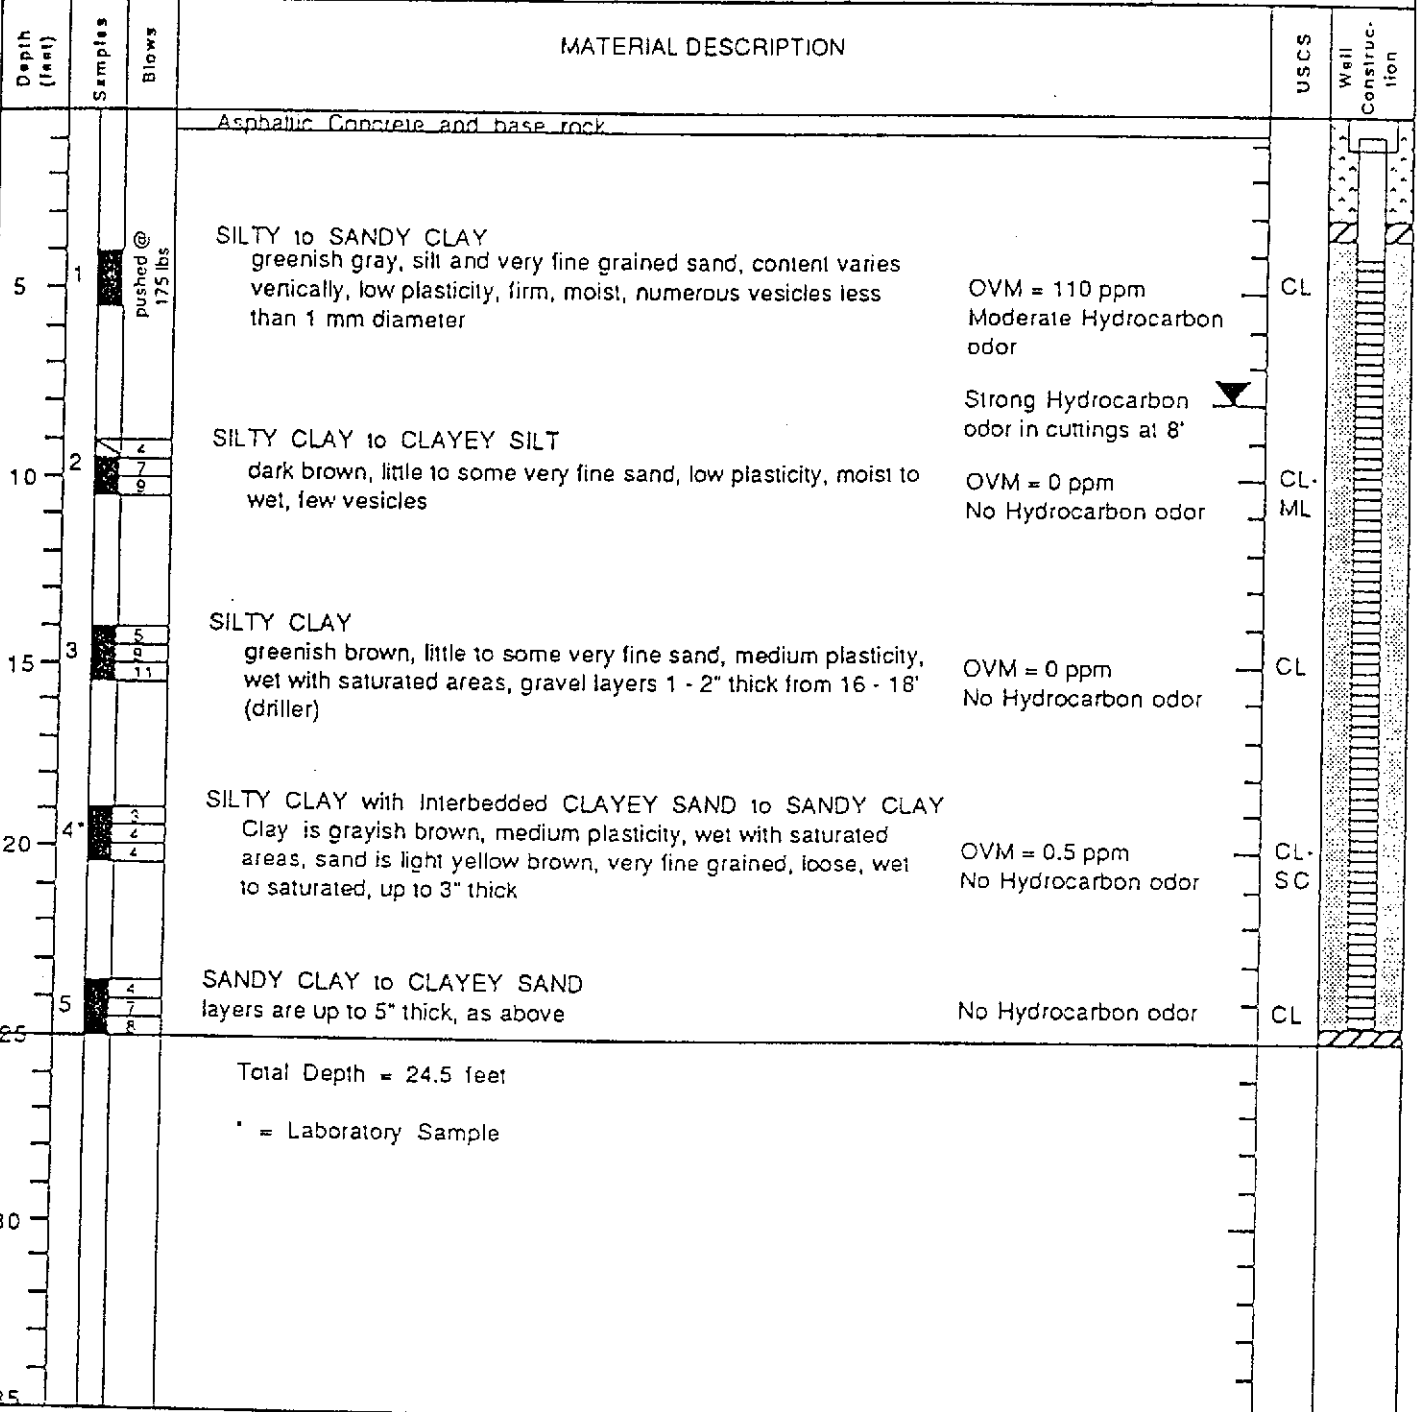 Depth (feet)
Samples
Blows
MATERIAL DESCRIPTION
USCS
Well Construc-tion
Asphaltic Concrete and base rock
pushed @ 175 lbs
SILTY to SANDY CLAY
greenish gray, silt and very fine grained sand, content varies
vertically, low plasticity, firm, moist, numerous vesicles less
than 1 mm diameter
5
1
OVM = 110 ppm
Moderate Hydrocarbon
odor
CL
Strong Hydrocarbon
odor in cuttings at 8'
SILTY CLAY to CLAYEY SILT
dark brown, little to some very fine sand, low plasticity, moist to
wet, few vesicles
10
2
4
7
9
OVM = 0 ppm
No Hydrocarbon odor
CL-
ML
SILTY CLAY
greenish brown, little to some very fine sand, medium plasticity,
wet with saturated areas, gravel layers 1 - 2" thick from 16 - 18'
(driller)
15
3
5
11
OVM = 0 ppm
No Hydrocarbon odor
CL
SILTY CLAY with Interbedded CLAYEY SAND to SANDY CLAY
Clay is grayish brown, medium plasticity, wet with saturated
areas, sand is light yellow brown, very fine grained, loose, wet
to saturated, up to 3" thick
20
4*
3
4
4
OVM = 0.5 ppm
No Hydrocarbon odor
CL-
SC
SANDY CLAY to CLAYEY SAND
layers are up to 5" thick, as above
5
4
7
8
No Hydrocarbon odor
CL
25
Total Depth = 24.5 feet
* = Laboratory Sample
30
35